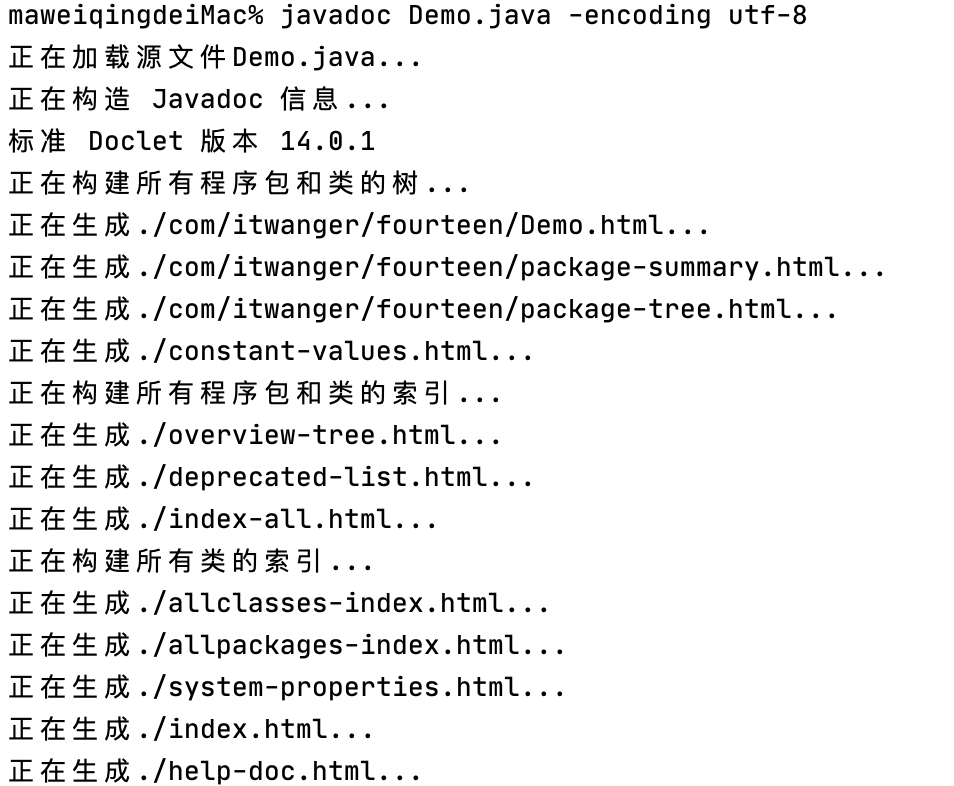 maweiqingdeiMac% javadoc Demo.java -encoding utf-8
正在加载源文件Demo.java...
正在构造 Javadoc 信息...
标准 Doclet 版本 14.0.1
正在构建所有程序包和类的树...
正在生成./com/itwanger/fourteen/Demo.html...
正在生成./com/itwanger/fourteen/package-summary.html...
正在生成./com/itwanger/fourteen/package-tree.html...
正在生成./constant-values.html...
正在构建所有程序包和类的索引...
正在生成./overview-tree.html...
正在生成./deprecated-list.html...
正在生成./index-all.html...
正在构建所有类的索引...
正在生成./allclasses-index.html...
正在生成./allpackages-index.html...
正在生成./system-properties.html...
正在生成./index.html...
正在生成./help-doc.html...